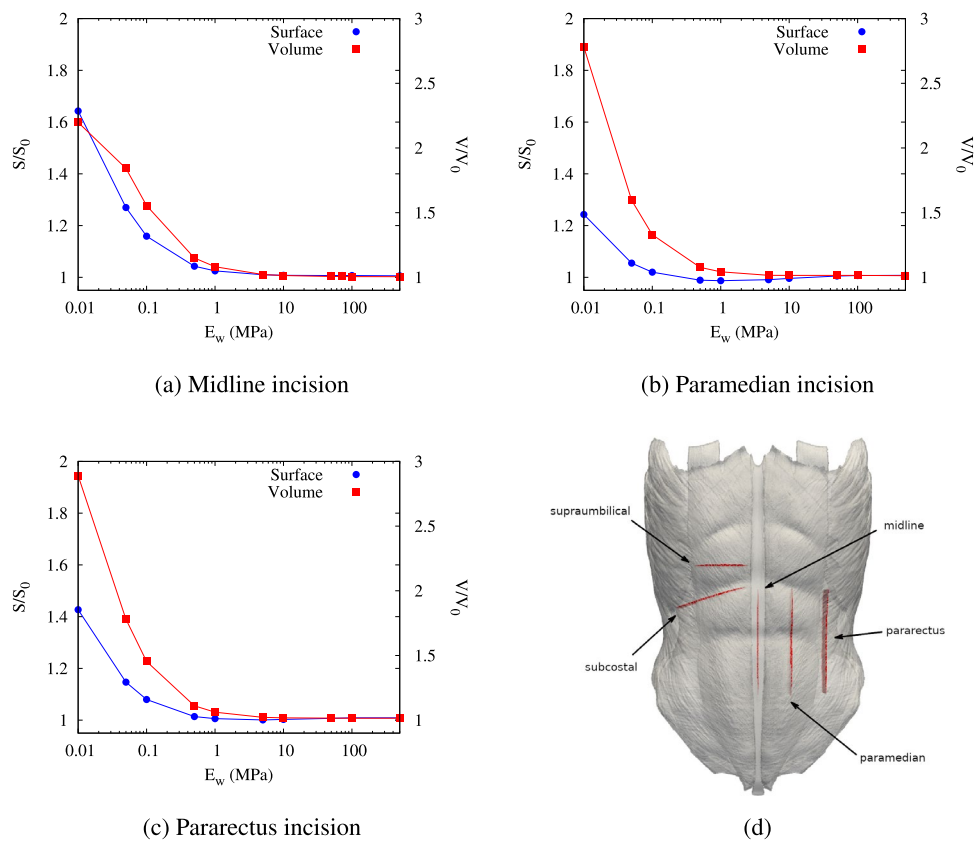 2
1.8
1.6
1.4
1.2
1
3
2.5
2
1.5
1
0.01 0.1 1 10 100
S/S0
V/V0
E_w (MPa)
Surface
Volume
(a) Midline incision
2
1.8
1.6
1.4
1.2
1
3
2.5
2
1.5
1
0.01 0.1 1 10 100
S/S0
V/V0
E_w (MPa)
Surface
Volume
(b) Paramedian incision
2
1.8
1.6
1.4
1.2
1
3
2.5
2
1.5
1
0.01 0.1 1 10 100
S/S0
V/V0
E_w (MPa)
Surface
Volume
(c) Pararectus incision
supraumbilical
midline
pararectus
subcostal
paramedian
(d)